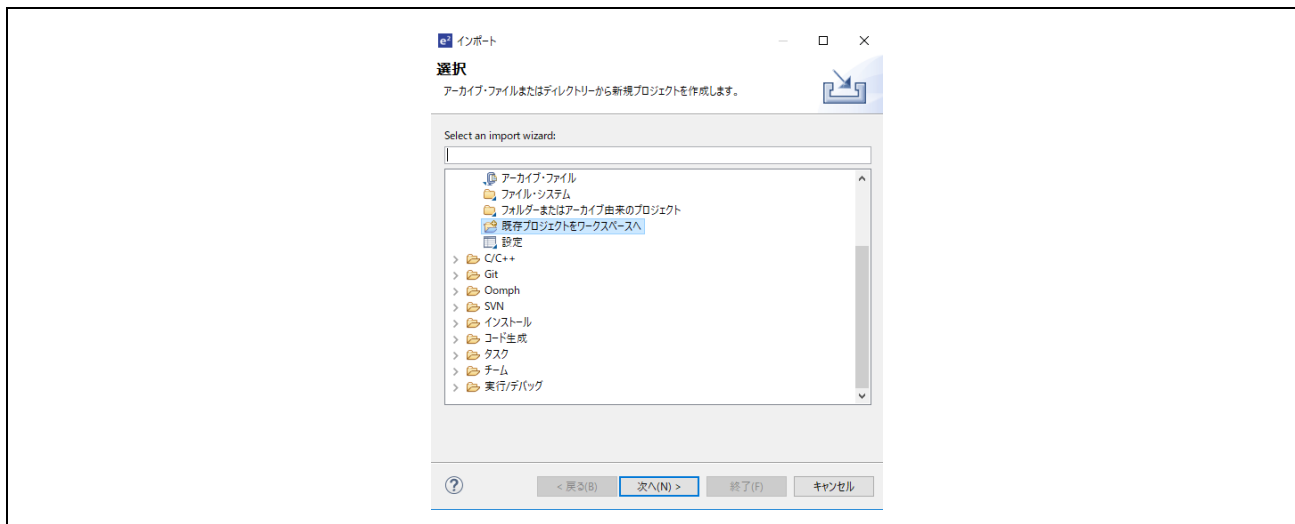 e² インポート
選択
アーカイブ・ファイルまたはディレクトリーから新規プロジェクトを作成します。
Select an import wizard:
アーカイブ・ファイル
ファイル・システム
フォルダーまたはアーカイブ由来のプロジェクト
既存プロジェクトをワークスペースへ
設定
C/C++
Git
Oomph
SVN
インストール
コード生成
タスク
チーム
実行/デバッグ
< 戻る(B) 次へ(N) > 終了(F) キャンセル